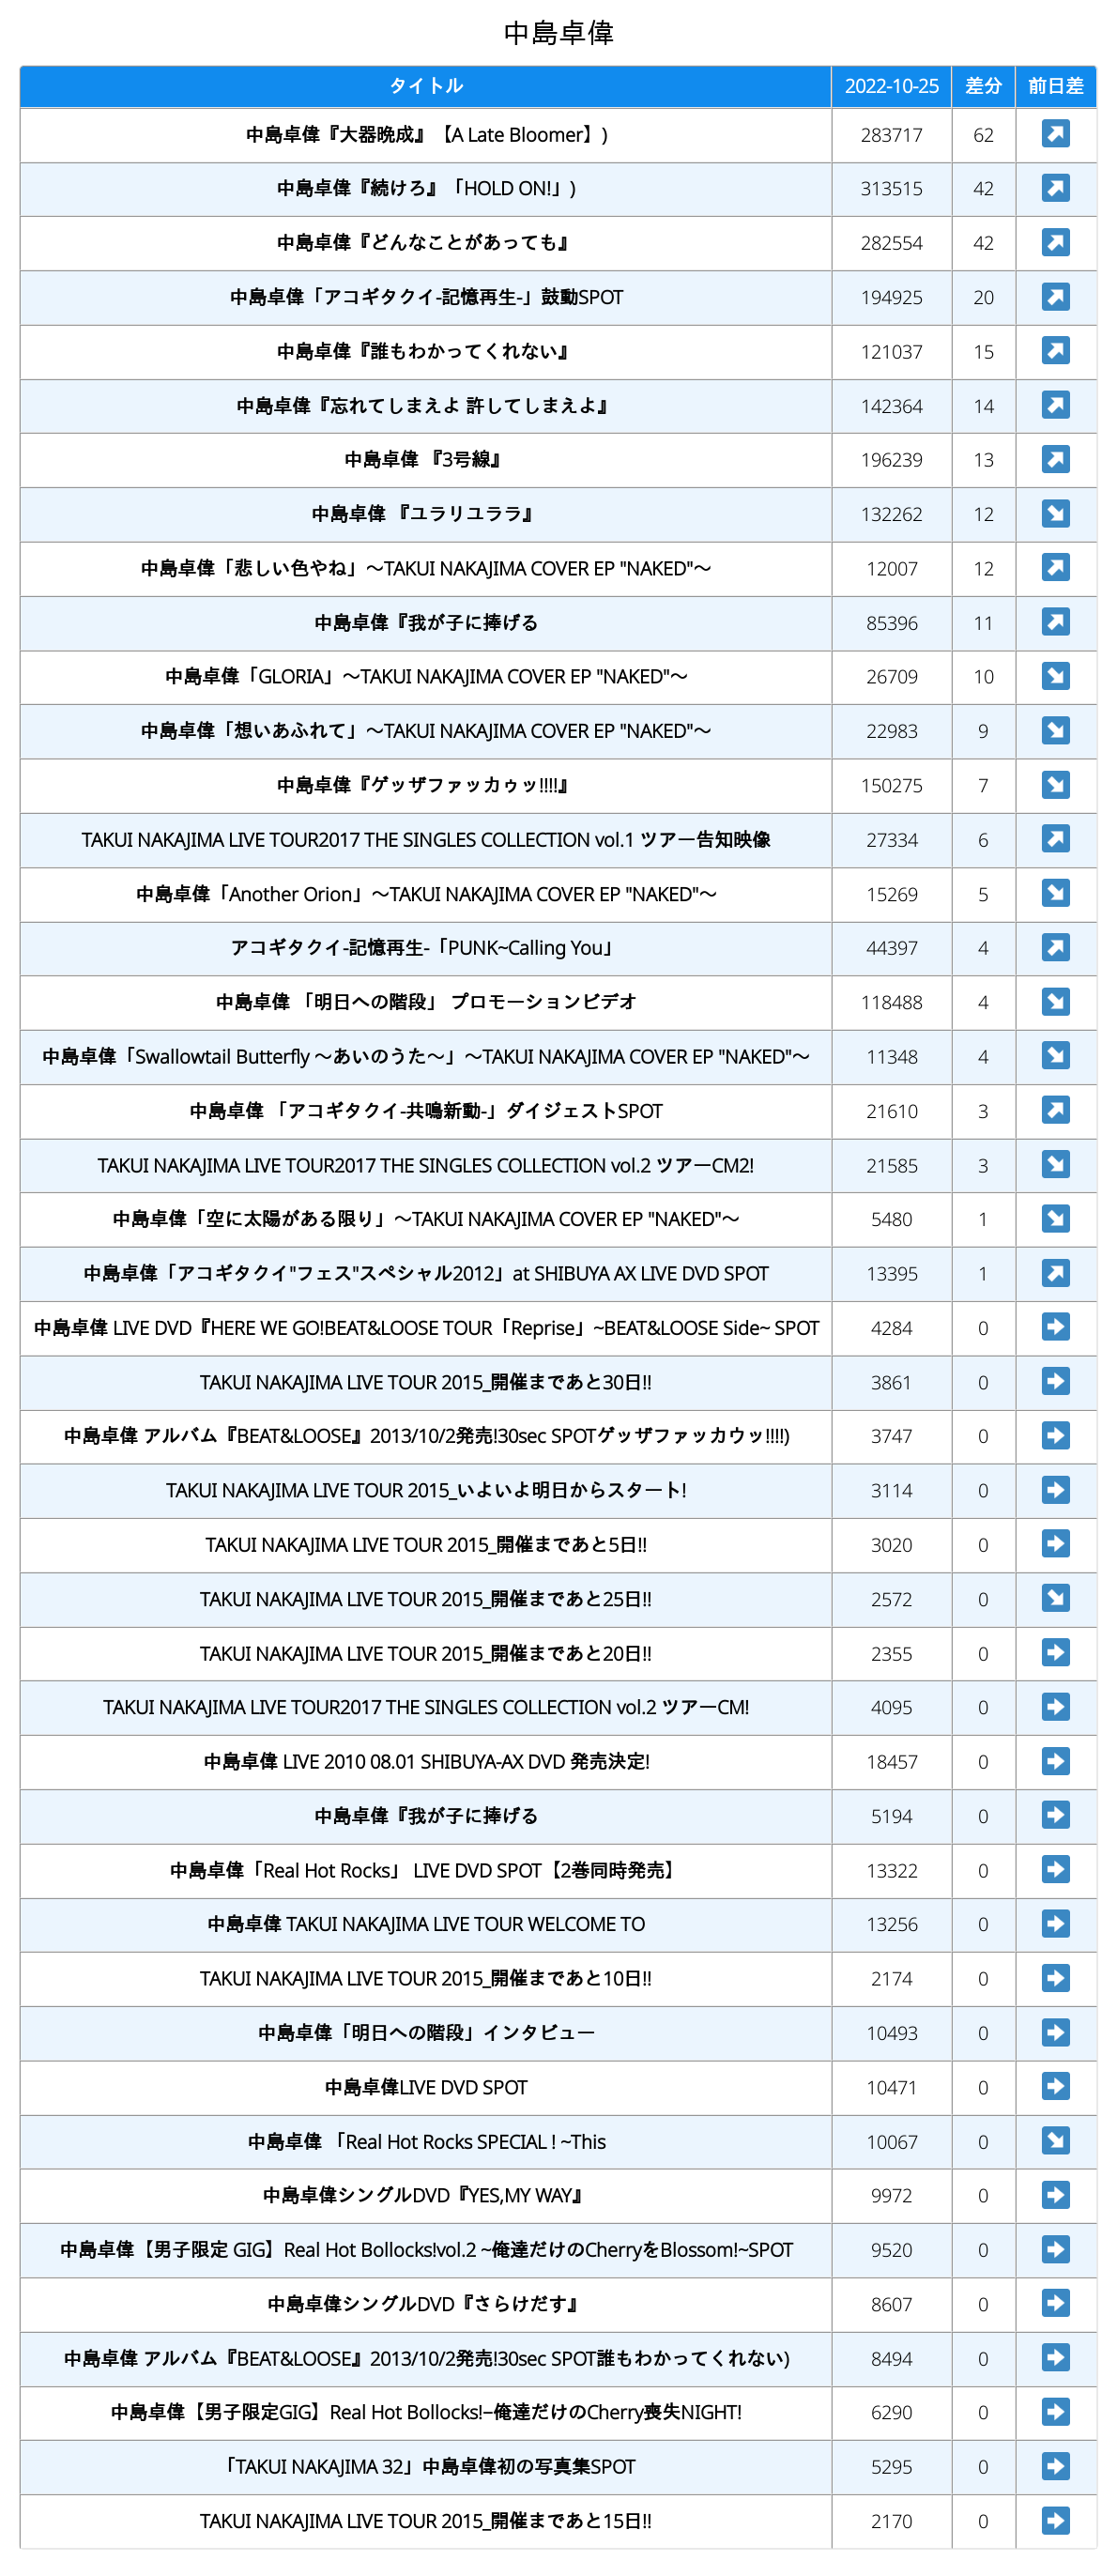 中島卓偉
タイトル 2022-10-25 差分 前日差
中島卓偉『大器晩成』【A Late Bloomer】) 283717 62
中島卓偉『続けろ』「HOLD ON!」) 313515 42
中島卓偉『どんなことがあっても』 282554 42
中島卓偉「アコギタクイ-記憶再生-」鼓動SPOT 194925 20
中島卓偉『誰もわかってくれない』 121037 15
中島卓偉『忘れてしまえよ 許してしまえよ』 142364 14
中島卓偉 『3号線』 196239 13
中島卓偉 『ユラリユララ』 132262 12
中島卓偉「悲しい色やね」〜TAKUI NAKAJIMA COVER EP "NAKED"〜 12007 12
中島卓偉『我が子に捧げる 85396 11
中島卓偉「GLORIA」〜TAKUI NAKAJIMA COVER EP "NAKED"〜 26709 10
中島卓偉「想いあふれて」〜TAKUI NAKAJIMA COVER EP "NAKED"〜 22983 9
中島卓偉『ゲッザファッカゥッ!!!!』 150275 7
TAKUI NAKAJIMA LIVE TOUR2017 THE SINGLES COLLECTION vol.1 ツアー告知映像 27334 6
中島卓偉「Another Orion」〜TAKUI NAKAJIMA COVER EP "NAKED"〜 15269 5
アコギタクイ-記憶再生-「PUNK~Calling You」 44397 4
中島卓偉 「明日への階段」 プロモーションビデオ 118488 4
中島卓偉「Swallowtail Butterfly 〜あいのうた〜」〜TAKUI NAKAJIMA COVER EP "NAKED"〜 11348 4
中島卓偉 「アコギタクイ-共鳴新動-」ダイジェストSPOT 21610 3
TAKUI NAKAJIMA LIVE TOUR2017 THE SINGLES COLLECTION vol.2 ツアーCM2! 21585 3
中島卓偉「空に太陽がある限り」〜TAKUI NAKAJIMA COVER EP "NAKED"〜 5480 1
中島卓偉「アコギタクイ"フェス"スペシャル2012」at SHIBUYA AX LIVE DVD SPOT 13395 1
中島卓偉 LIVE DVD『HERE WE GO!BEAT&LOOSE TOUR「Reprise」~BEAT&LOOSE Side~ SPOT 4284 0
TAKUI NAKAJIMA LIVE TOUR 2015_開催まであと30日!! 3861 0
中島卓偉 アルバム『BEAT&LOOSE』2013/10/2発売!30sec SPOTゲッザファッカウッ!!!!) 3747 0
TAKUI NAKAJIMA LIVE TOUR 2015_いよいよ明日からスタート! 3114 0
TAKUI NAKAJIMA LIVE TOUR 2015_開催まであと5日!! 3020 0
TAKUI NAKAJIMA LIVE TOUR 2015_開催まであと25日!! 2572 0
TAKUI NAKAJIMA LIVE TOUR 2015_開催まであと20日!! 2355 0
TAKUI NAKAJIMA LIVE TOUR2017 THE SINGLES COLLECTION vol.2 ツアーCM! 4095 0
中島卓偉 LIVE 2010 08.01 SHIBUYA-AX DVD 発売決定! 18457 0
中島卓偉『我が子に捧げる 5194 0
中島卓偉「Real Hot Rocks」 LIVE DVD SPOT【2巻同時発売】 13322 0
中島卓偉 TAKUI NAKAJIMA LIVE TOUR WELCOME TO 13256 0
TAKUI NAKAJIMA LIVE TOUR 2015_開催まであと10日!! 2174 0
中島卓偉「明日への階段」インタビュー 10493 0
中島卓偉LIVE DVD SPOT 10471 0
中島卓偉 「Real Hot Rocks SPECIAL ! ~This 10067 0
中島卓偉シングルDVD『YES,MY WAY』 9972 0
中島卓偉【男子限定 GIG】Real Hot Bollocks!vol.2 ~俺達だけのCherryをBlossom!~SPOT 9520 0
中島卓偉シングルDVD『さらけだす』 8607 0
中島卓偉 アルバム『BEAT&LOOSE』2013/10/2発売!30sec SPOT誰もわかってくれない) 8494 0
中島卓偉【男子限定GIG】Real Hot Bollocks!−俺達だけのCherry喪失NIGHT! 6290 0
「TAKUI NAKAJIMA 32」中島卓偉初の写真集SPOT 5295 0
TAKUI NAKAJIMA LIVE TOUR 2015_開催まであと15日!! 2170 0